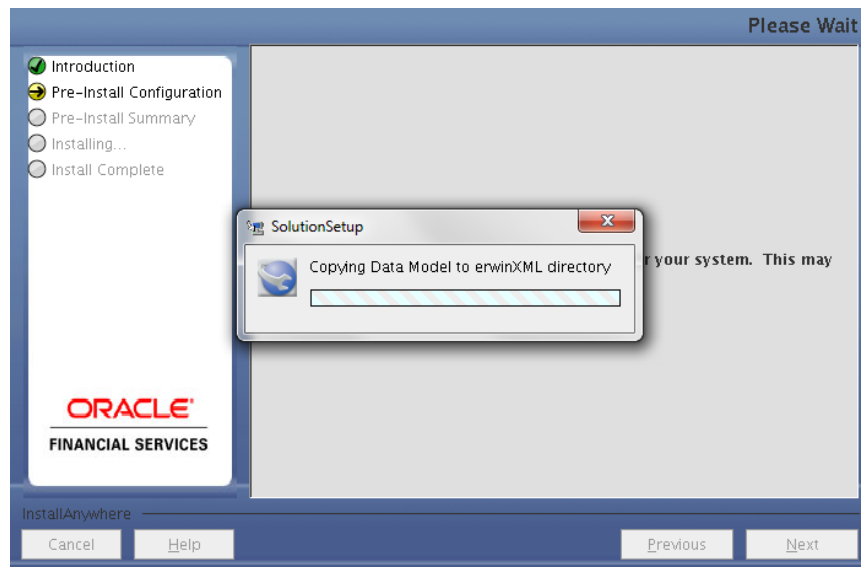 Please Wait
Introduction
Pre-Install Configuration
Pre-Install Summary
Installing...
Install Complete
SolutionSetup
Copying Data Model to erwinXML directory
r your system. This may
ORACLE
FINANCIAL SERVICES
InstallAnywhere
Cancel
Help
Previous
Next